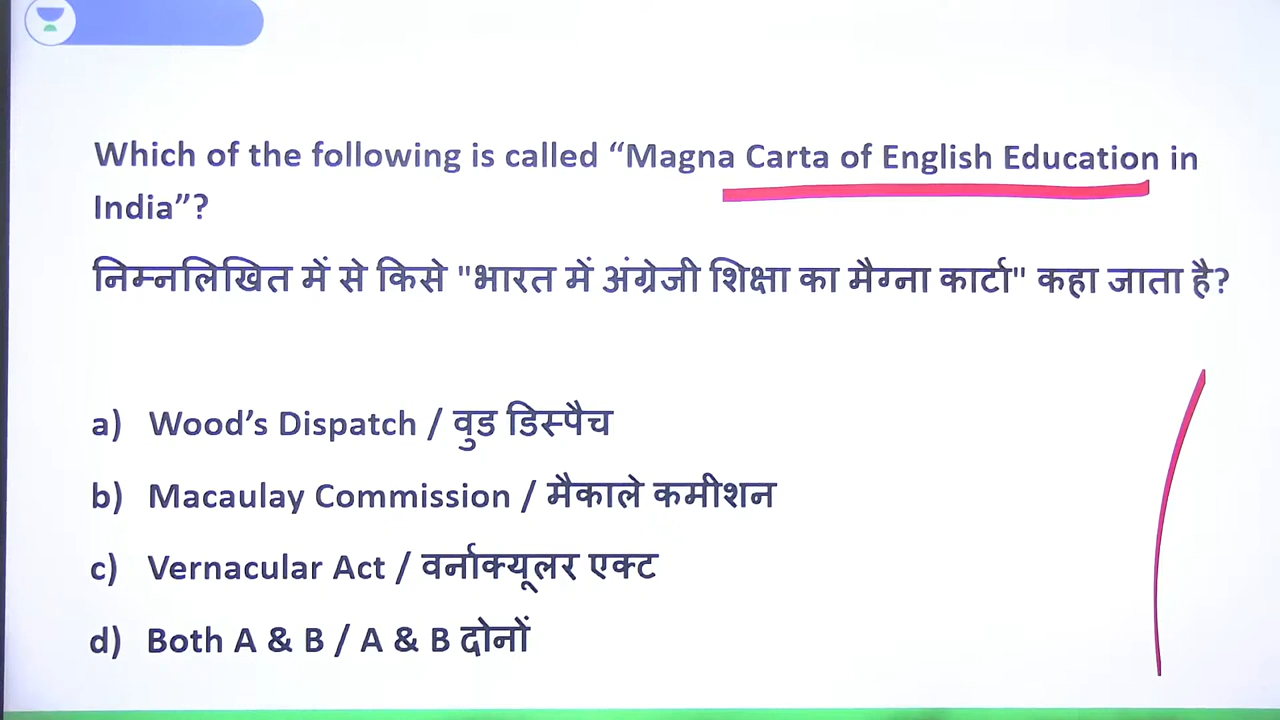 Which of the following is called “Magna Carta of English Education in
India”?
निम्नलिखित में से किसे "भारत में अंग्रेजी शिक्षा का मैग्ना कार्टा" कहा जाता है?
a) Wood’s Dispatch / वुड डिस्पैच
b) Macaulay Commission / मैकाले कमीशन
c) Vernacular Act / वर्नाक्यूलर एक्ट
d) Both A & B / A & B दोनों